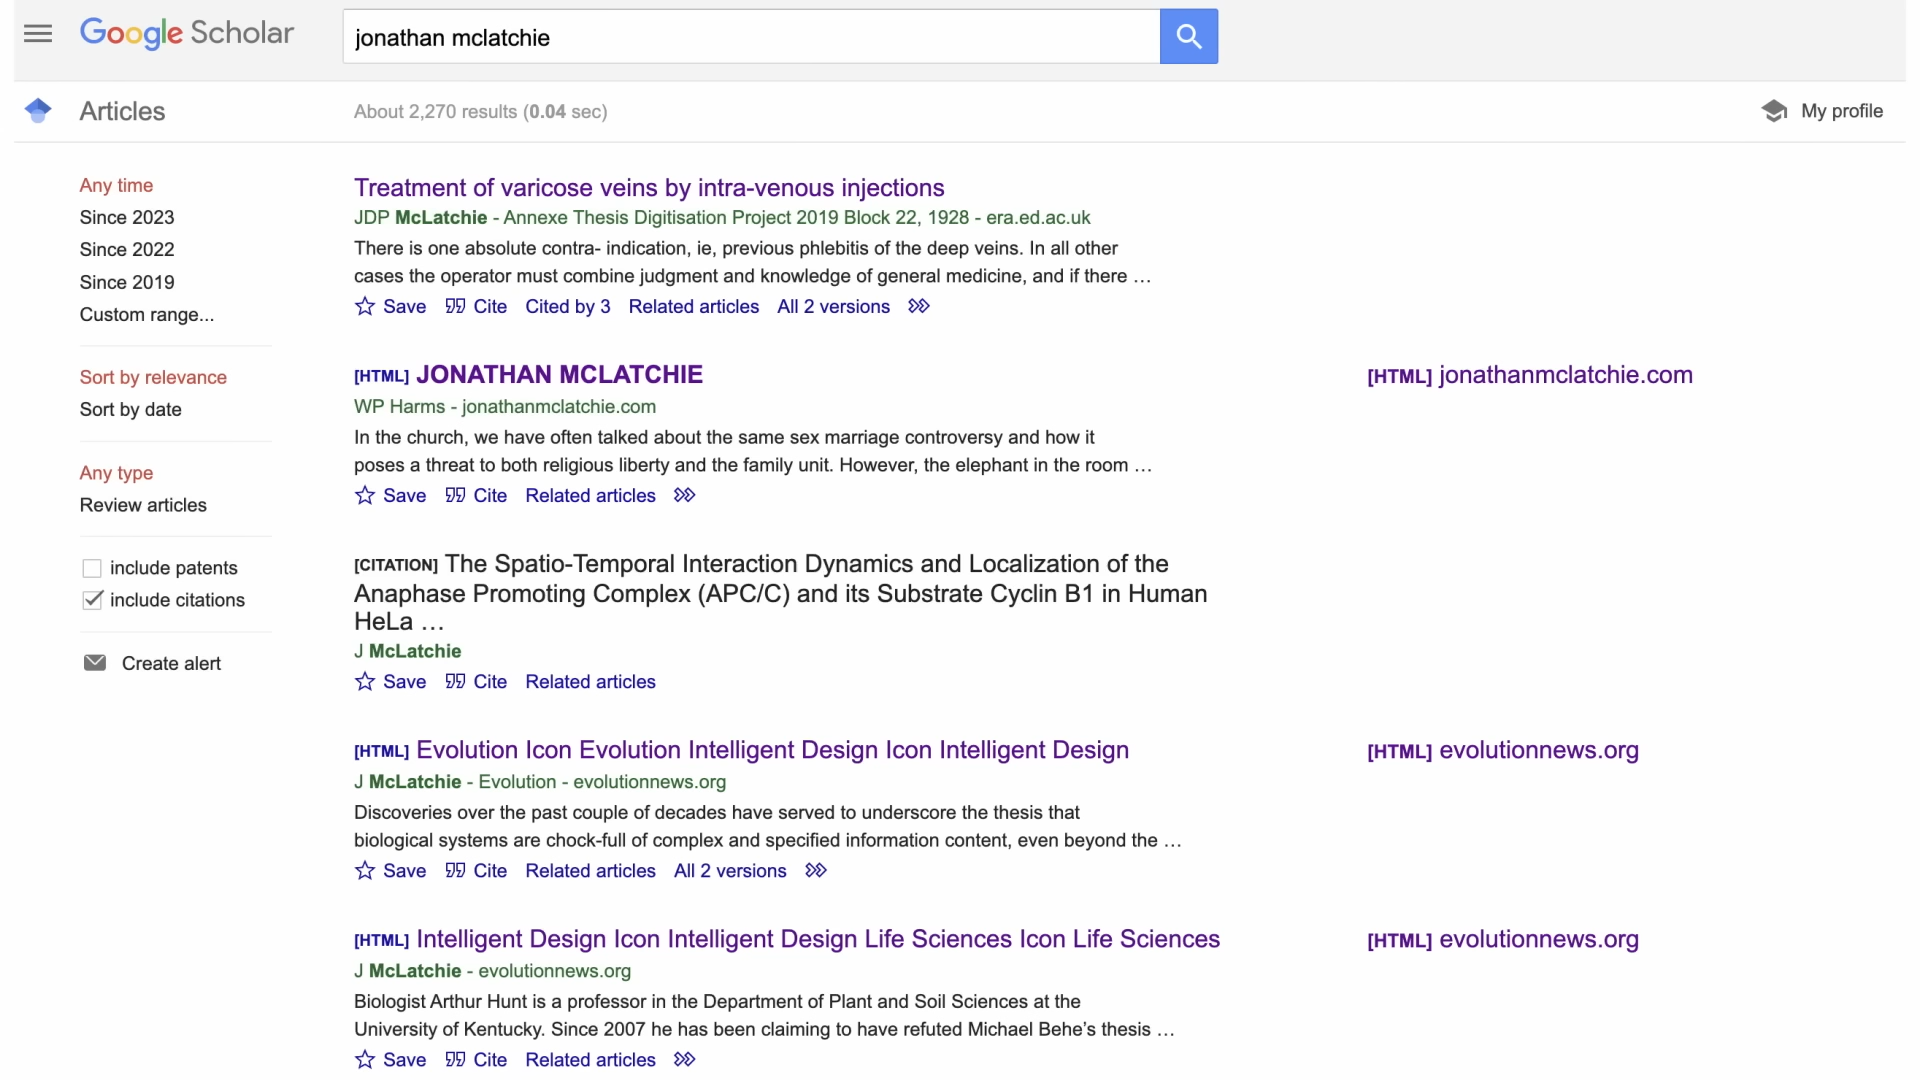 Google Scholar
jonathan mclatchie
Articles
About 2,270 results (0.04 sec)
My profile
Any time
Since 2023
Since 2022
Since 2019
Custom range...
Sort by relevance
Sort by date
Any type
Review articles
include patents
include citations
Create alert
Treatment of varicose veins by intra-venous injections
JDP McLatchie - Annexe Thesis Digitisation Project 2019 Block 22, 1928 - era.ed.ac.uk
There is one absolute contra- indication, ie, previous phlebitis of the deep veins. In all other
cases the operator must combine judgment and knowledge of general medicine, and if there …
Save Cite Cited by 3 Related articles All 2 versions
[HTML] JONATHAN MCLATCHIE
[HTML] jonathanmclatchie.com
WP Harms - jonathanmclatchie.com
In the church, we have often talked about the same sex marriage controversy and how it
poses a threat to both religious liberty and the family unit. However, the elephant in the room …
Save Cite Related articles
[CITATION] The Spatio-Temporal Interaction Dynamics and Localization of the
Anaphase Promoting Complex (APC/C) and its Substrate Cyclin B1 in Human
HeLa …
J McLatchie
Save Cite Related articles
[HTML] Evolution Icon Evolution Intelligent Design Icon Intelligent Design
[HTML] evolutionnews.org
J McLatchie - Evolution - evolutionnews.org
Discoveries over the past couple of decades have served to underscore the thesis that
biological systems are chock-full of complex and specified information content, even beyond the …
Save Cite Related articles All 2 versions
[HTML] Intelligent Design Icon Intelligent Design Life Sciences Icon Life Sciences
[HTML] evolutionnews.org
J McLatchie - evolutionnews.org
Biologist Arthur Hunt is a professor in the Department of Plant and Soil Sciences at the
University of Kentucky. Since 2007 he has been claiming to have refuted Michael Behe’s thesis …
Save Cite Related articles